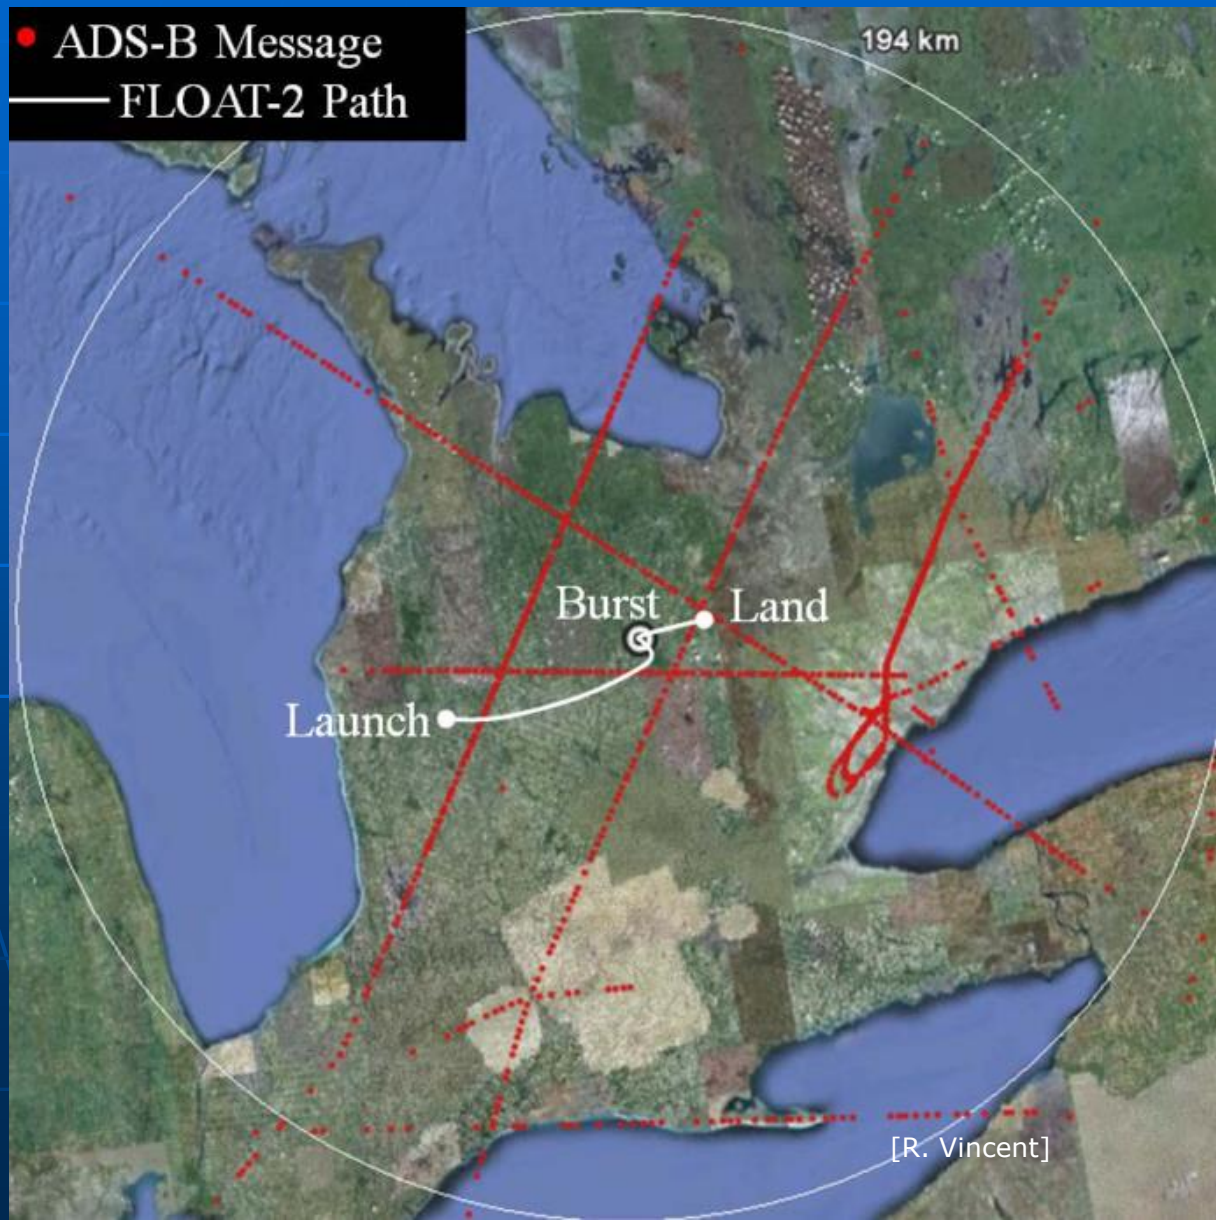 ADS-B Message
FLOAT-2 Path
194 km
Burst
Land
Launch
[R. Vincent]